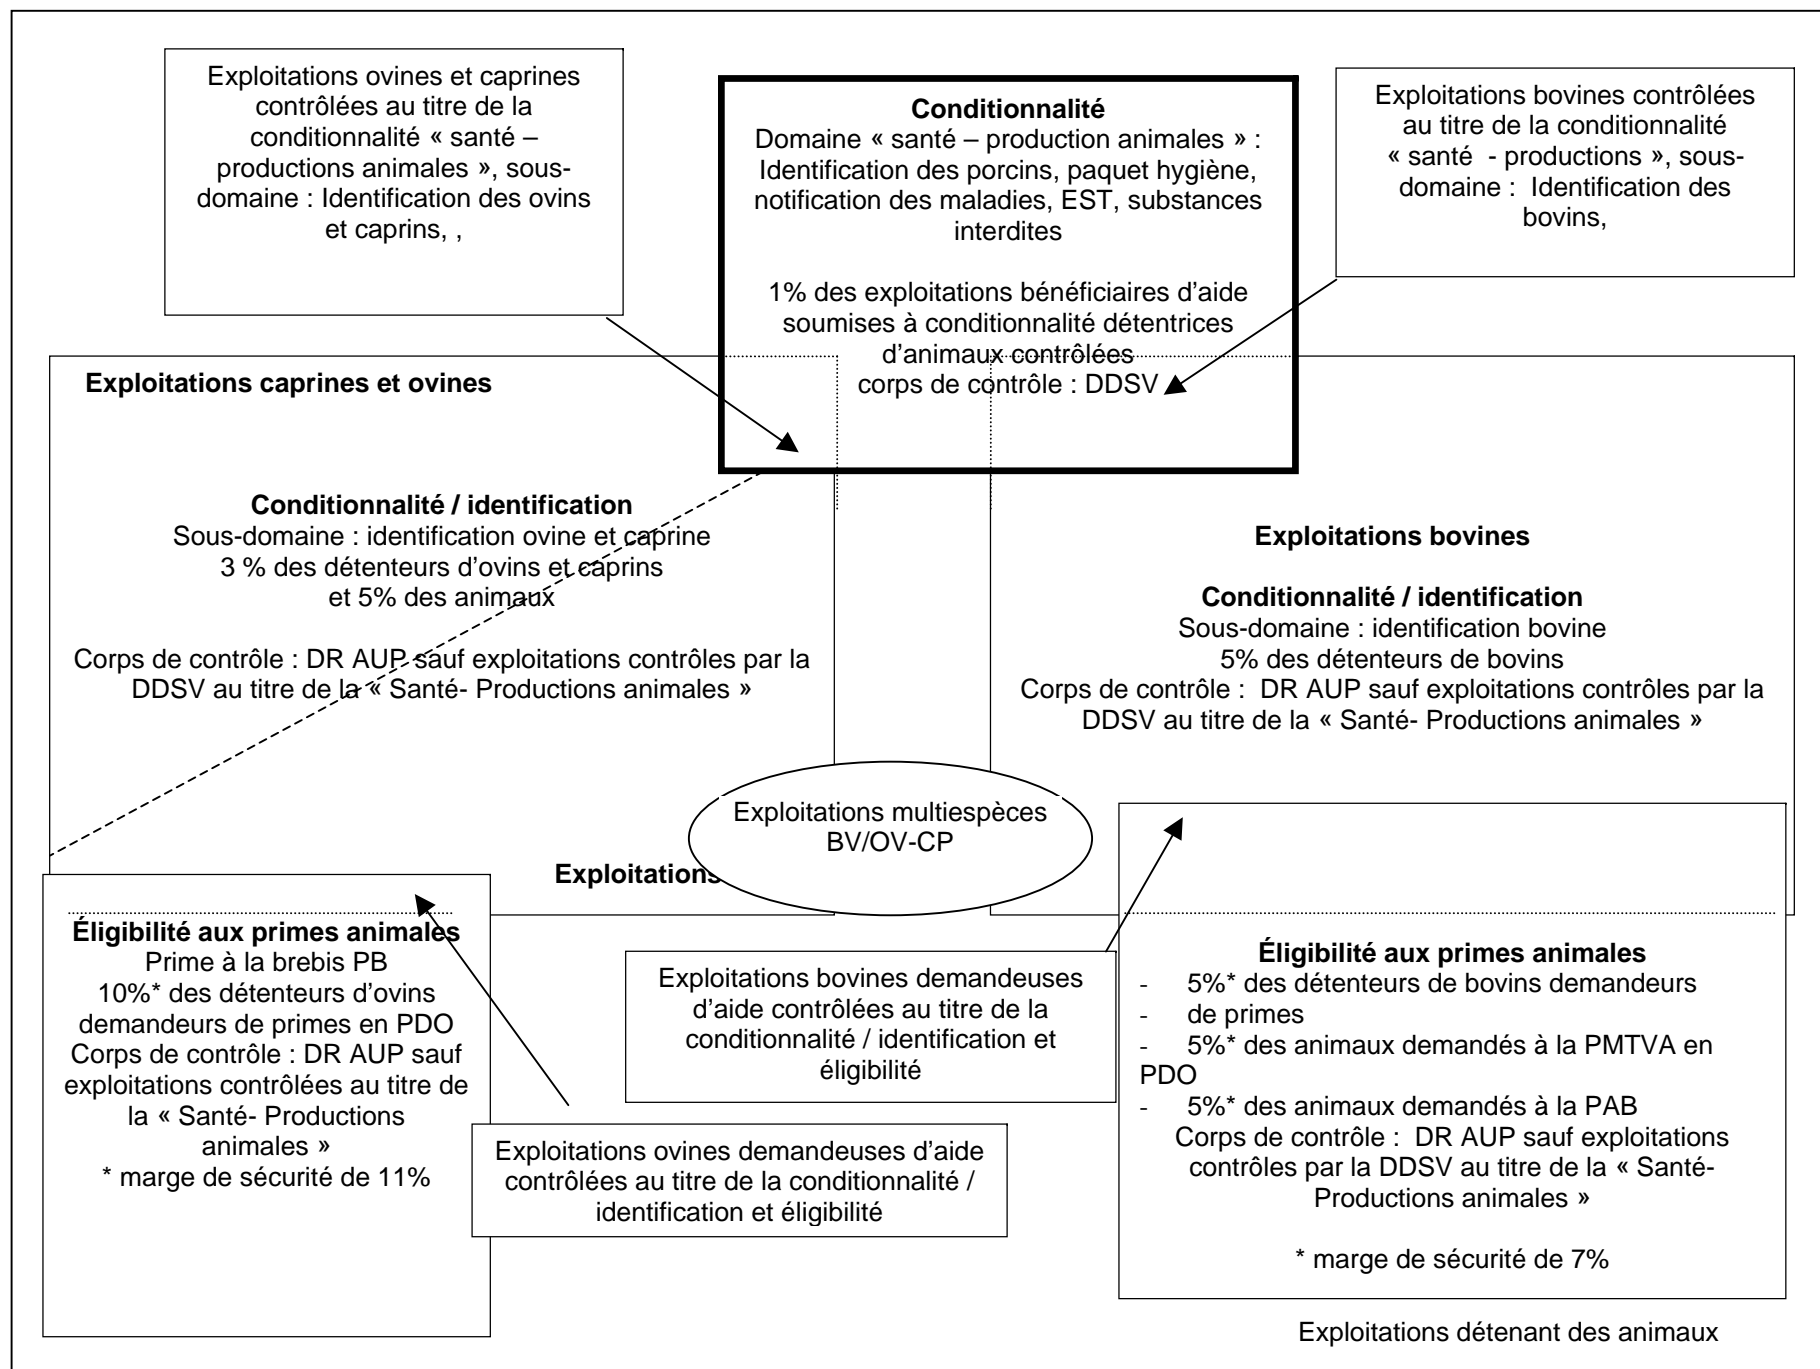 Exploitations ovines et caprines
contrôlées au titre de la
conditionnalité « santé –
productions animales », sous-
domaine : Identification des ovins
et caprins, ,
Conditionnalité
Domaine « santé – production animales » :
Identification des porcins, paquet hygiène,
notification des maladies, EST, substances
interdites
1% des exploitations bénéficiaires d'aide
soumises à conditionnalité détentrices
d'animaux contrôlées
corps de contrôle : DDSV
Exploitations bovines contrôlées
au titre de la conditionnalité
« santé - productions », sous-
domaine : Identification des
bovins,
Exploitations caprines et ovines
Conditionnalité / identification
Sous-domaine : identification ovine et caprine
3 % des détenteurs d'ovins et caprins
et 5% des animaux
Corps de contrôle : DR AUP sauf exploitations contrôles par la
DDSV au titre de la « Santé- Productions animales »
Exploitations bovines
Conditionnalité / identification
Sous-domaine : identification bovine
5% des détenteurs de bovins
Corps de contrôle : DR AUP sauf exploitations contrôles par la
DDSV au titre de la « Santé- Productions animales »
Exploitations multiespèces
BV/OV-CP
Exploitations
Éligibilité aux primes animales
Prime à la brebis PB
10%* des détenteurs d'ovins
demandeurs de primes en PDO
Corps de contrôle : DR AUP sauf
exploitations contrôlées au titre de
la « Santé- Productions
animales »
* marge de sécurité de 11%
Exploitations bovines demandeuses
d'aide contrôlées au titre de la
conditionnalité / identification et
éligibilité
Exploitations ovines demandeuses d'aide
contrôlées au titre de la conditionnalité /
identification et éligibilité
Éligibilité aux primes animales
- 5%* des détenteurs de bovins demandeurs
- de primes
- 5%* des animaux demandés à la PMTVA en
PDO
- 5%* des animaux demandés à la PAB
Corps de contrôle : DR AUP sauf exploitations
contrôles par la DDSV au titre de la « Santé-
Productions animales »
* marge de sécurité de 7%
Exploitations détenant des animaux